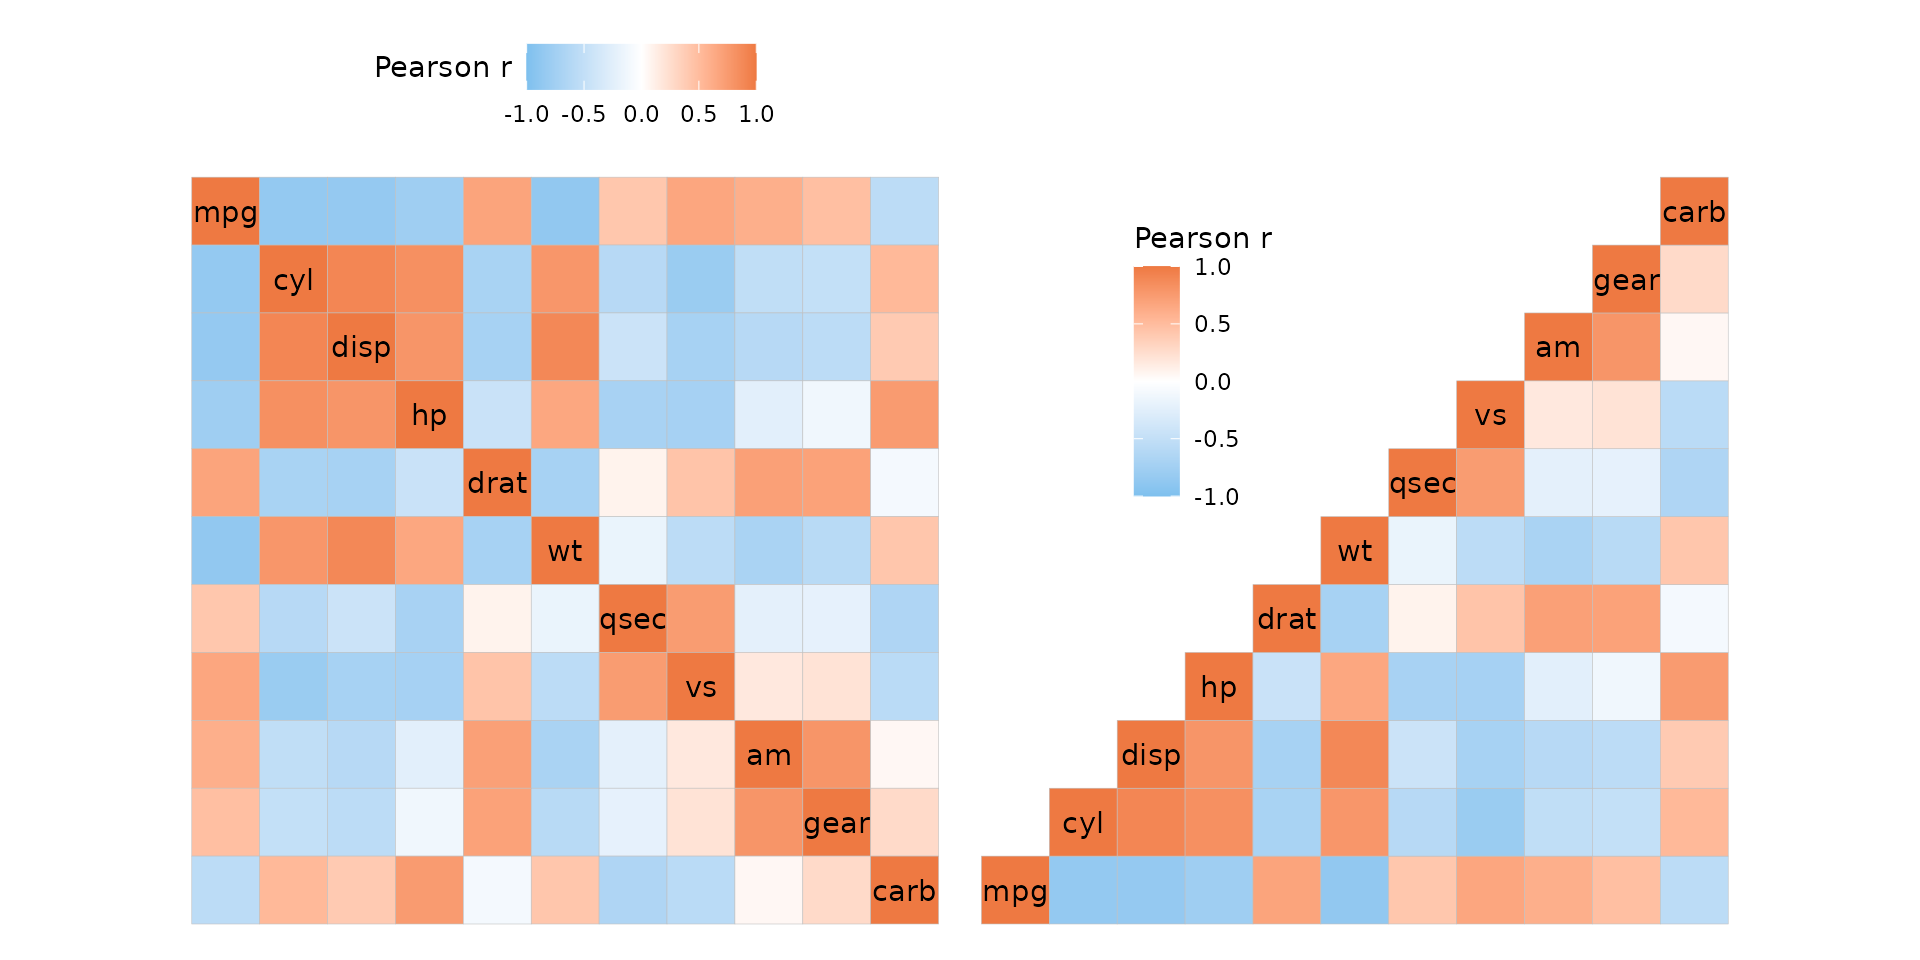 Pearson r
-1.0 -0.5 0.0 0.5 1.0
mpg
cyl
disp
hp
drat
wt
qsec
vs
am
gear
carb
Pearson r
1.0
0.5
0.0
-0.5
-1.0
carb
gear
am
vs
qsec
wt
drat
hp
disp
cyl
mpg